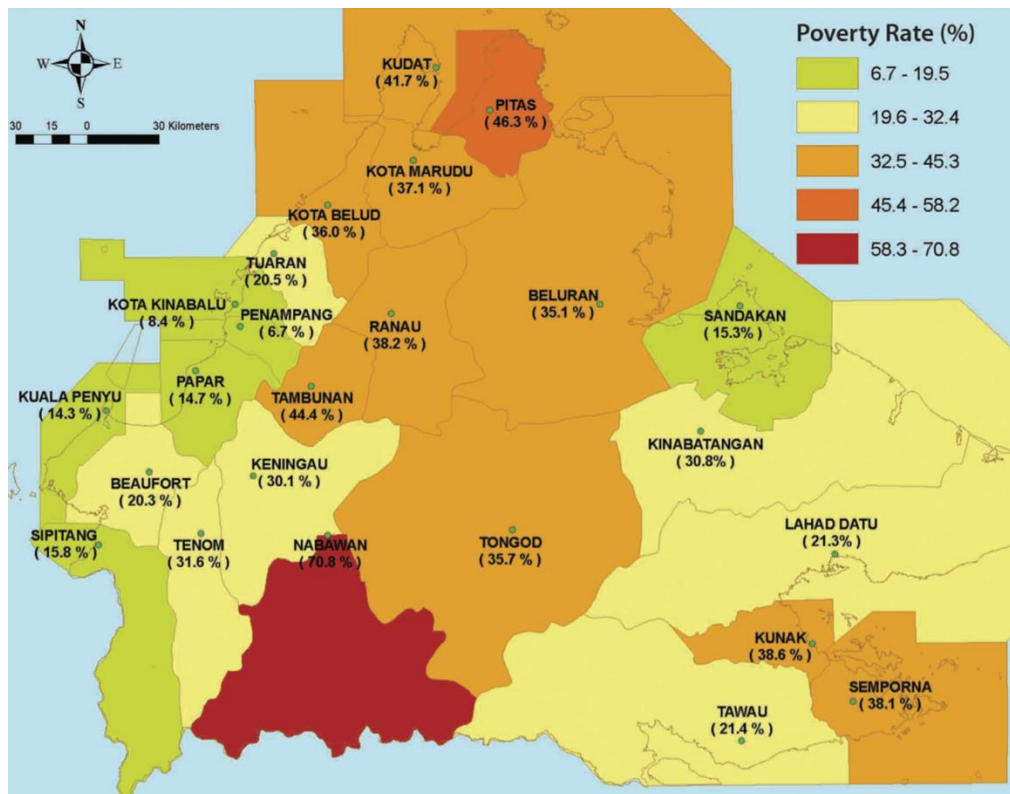 N
W E
S
30 15 0 30 Kilometers
Poverty Rate (%)
6.7 - 19.5
19.6 - 32.4
32.5 - 45.3
45.4 - 58.2
58.3 - 70.8
KUDAT
( 41.7 %)
PITAS
( 46.3 %)
KOTA MARUDU
( 37.1 % )
KOTA BELUD
( 36.0 % )
TUARAN
( 20.5 %)
KOTA KINABALU
( 8.4 % )
PENAMPANG
( 6.7 %)
RANAU
( 38.2 % )
BELURAN
( 35.1 % )
SANDAKAN
( 15.3%)
PAPAR
( 14.7 %)
KUALA PENYU
( 14.3 % )
TAMBUNAN
( 44.4 % )
KINABATANGAN
( 30.8%)
KENINGAU
( 30.1 % )
BEAUFORT
( 20.3 % )
SIPITANG
( 15.8 % )
TENOM
( 31.6 % )
NABAWAN
( 70.8 % )
TONGOD
( 35.7 % )
LAHAD DATU
( 21.3% )
KUNAK
( 38.6 % )
SEMPORNA
( 38.1 % )
TAWAU
( 21.4 % )